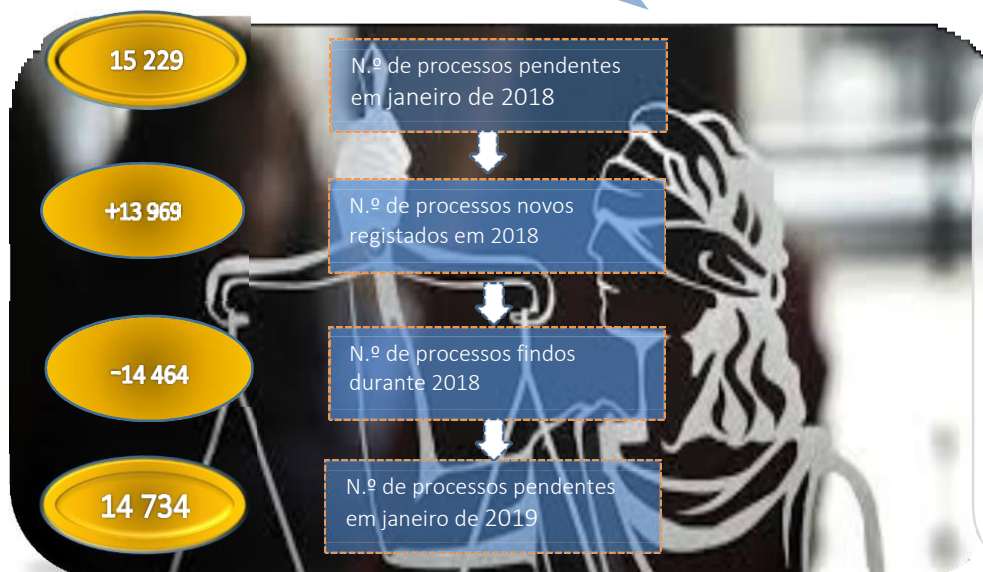 15 229
N.º de processos pendentes
em janeiro de 2018
+13 969
N.º de processos novos
registados em 2018
-14 464
N.º de processos findos
durante 2018
14 734
N.º de processos pendentes
em janeiro de 2019